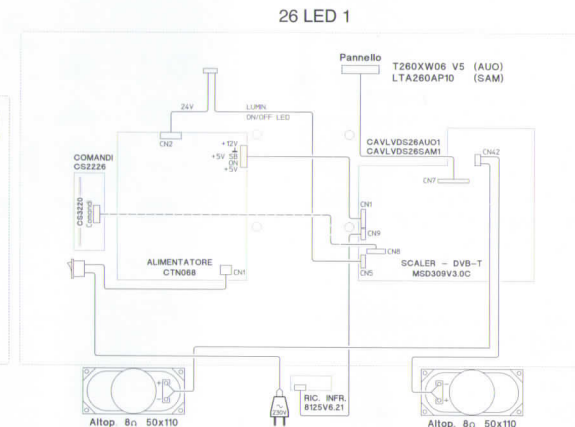 26 LED 1
Pannello
T260XW06 V5 (AUO)
LTA260AP10 (SAM)
24V
LUMIN
ON/OFF LED
CN2
+12V
+5V SB
ON
+5V
COMANDI
CS2226
CS3220
Comandi
CAVLVDS26AUO1
CAVLVDS26SAM1
CN42
CN7
CN1
CN9
CN8
CN5
ALIMENTATORE
CTN068
CN1
SCALER - DVB-T
MSD309V3.0C
+
-
230V
RIC. INFR.
8125V6.21
+
-
Altop. 8Ω 50x110
Altop. 8Ω 50x110